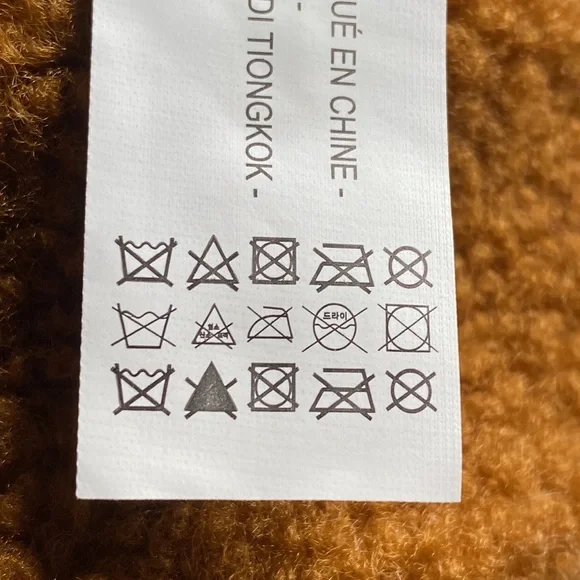 QUÉ EN CHINE -
-
DI TIONGKOK -
드라이